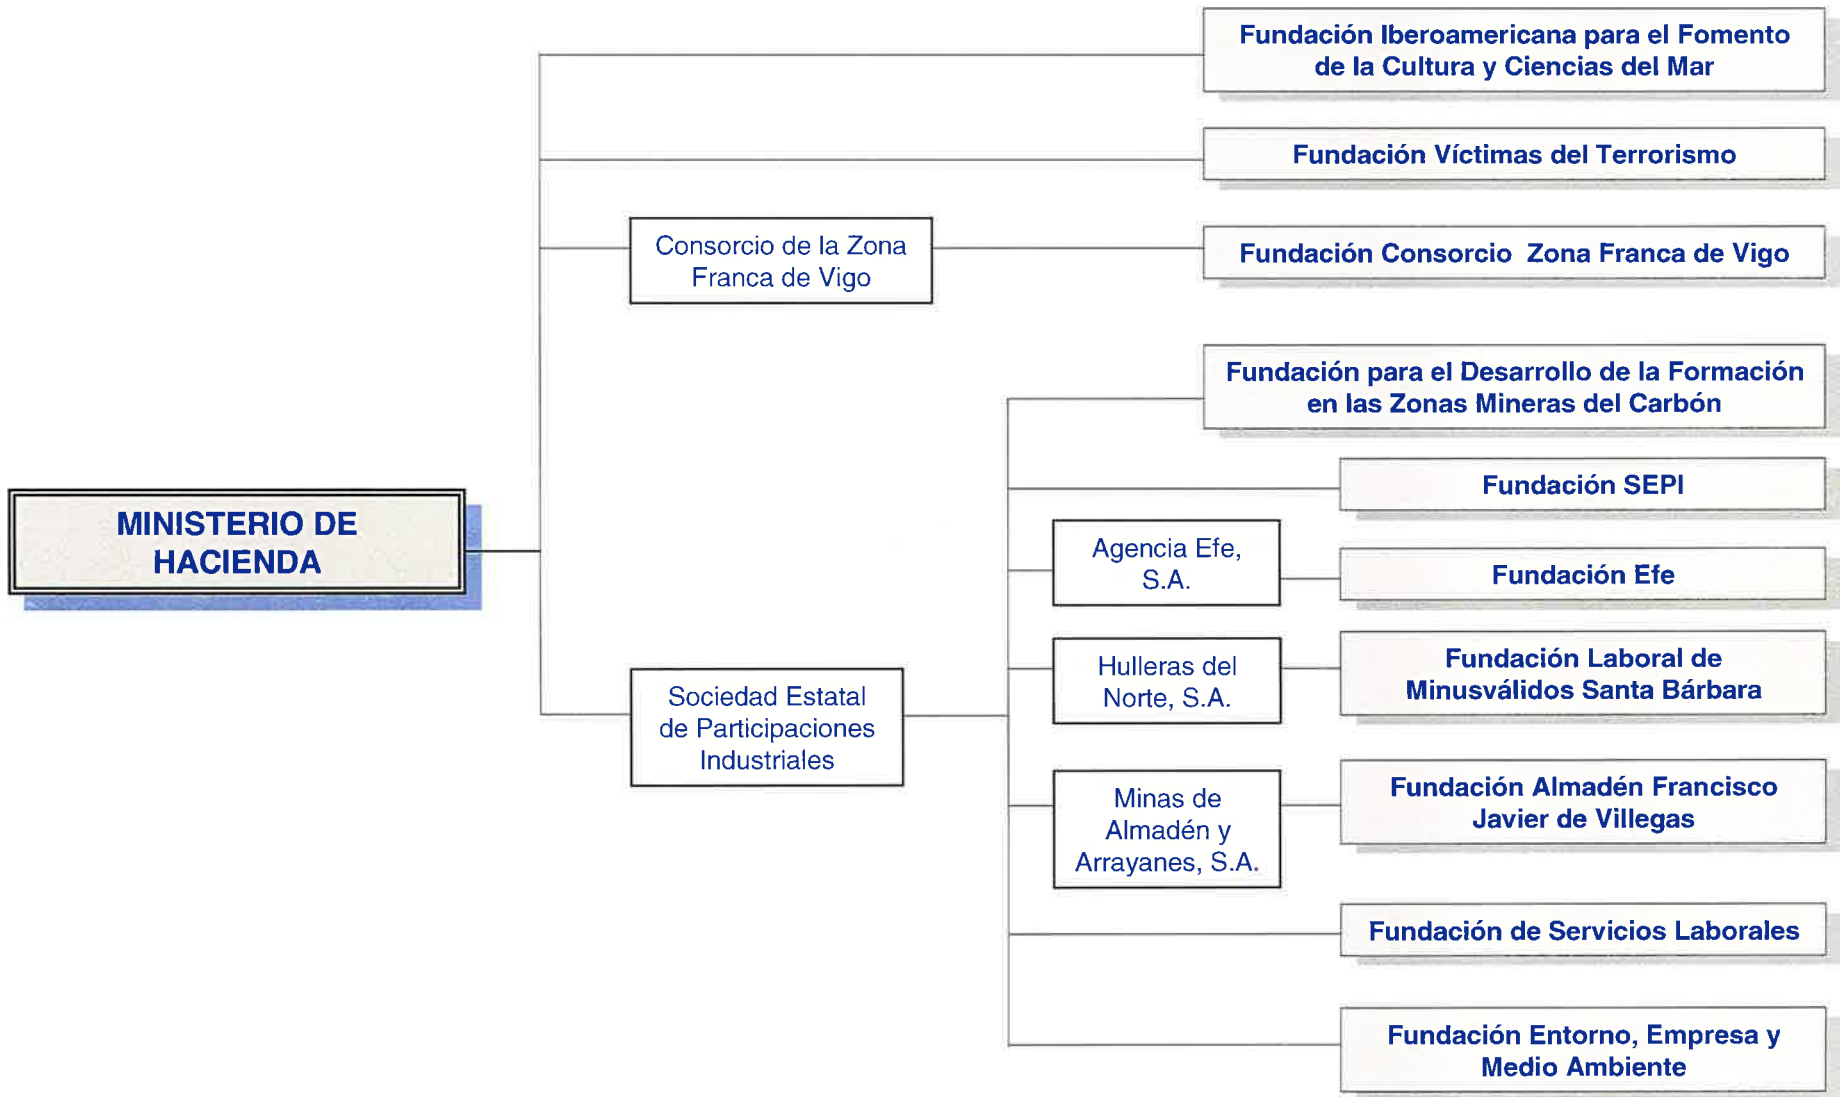 Fundación Iberoamericana para el Fomento
de la Cultura y Ciencias del Mar
Fundación Víctimas del Terrorismo
Consorcio de la Zona
Franca de Vigo
Fundación Consorcio Zona Franca de Vigo
Fundación para el Desarrollo de la Formación
en las Zonas Mineras del Carbón
MINISTERIO DE
HACIENDA
Fundación SEPI
Agencia Efe,
S.A.
Fundación Efe
Sociedad Estatal
de Participaciones
Industriales
Hulleras del
Norte, S.A.
Fundación Laboral de
Minusválidos Santa Bárbara
Minas de
Almadén y
Arrayanes, S.A.
Fundación Almadén Francisco
Javier de Villegas
Fundación de Servicios Laborales
Fundación Entorno, Empresa y
Medio Ambiente